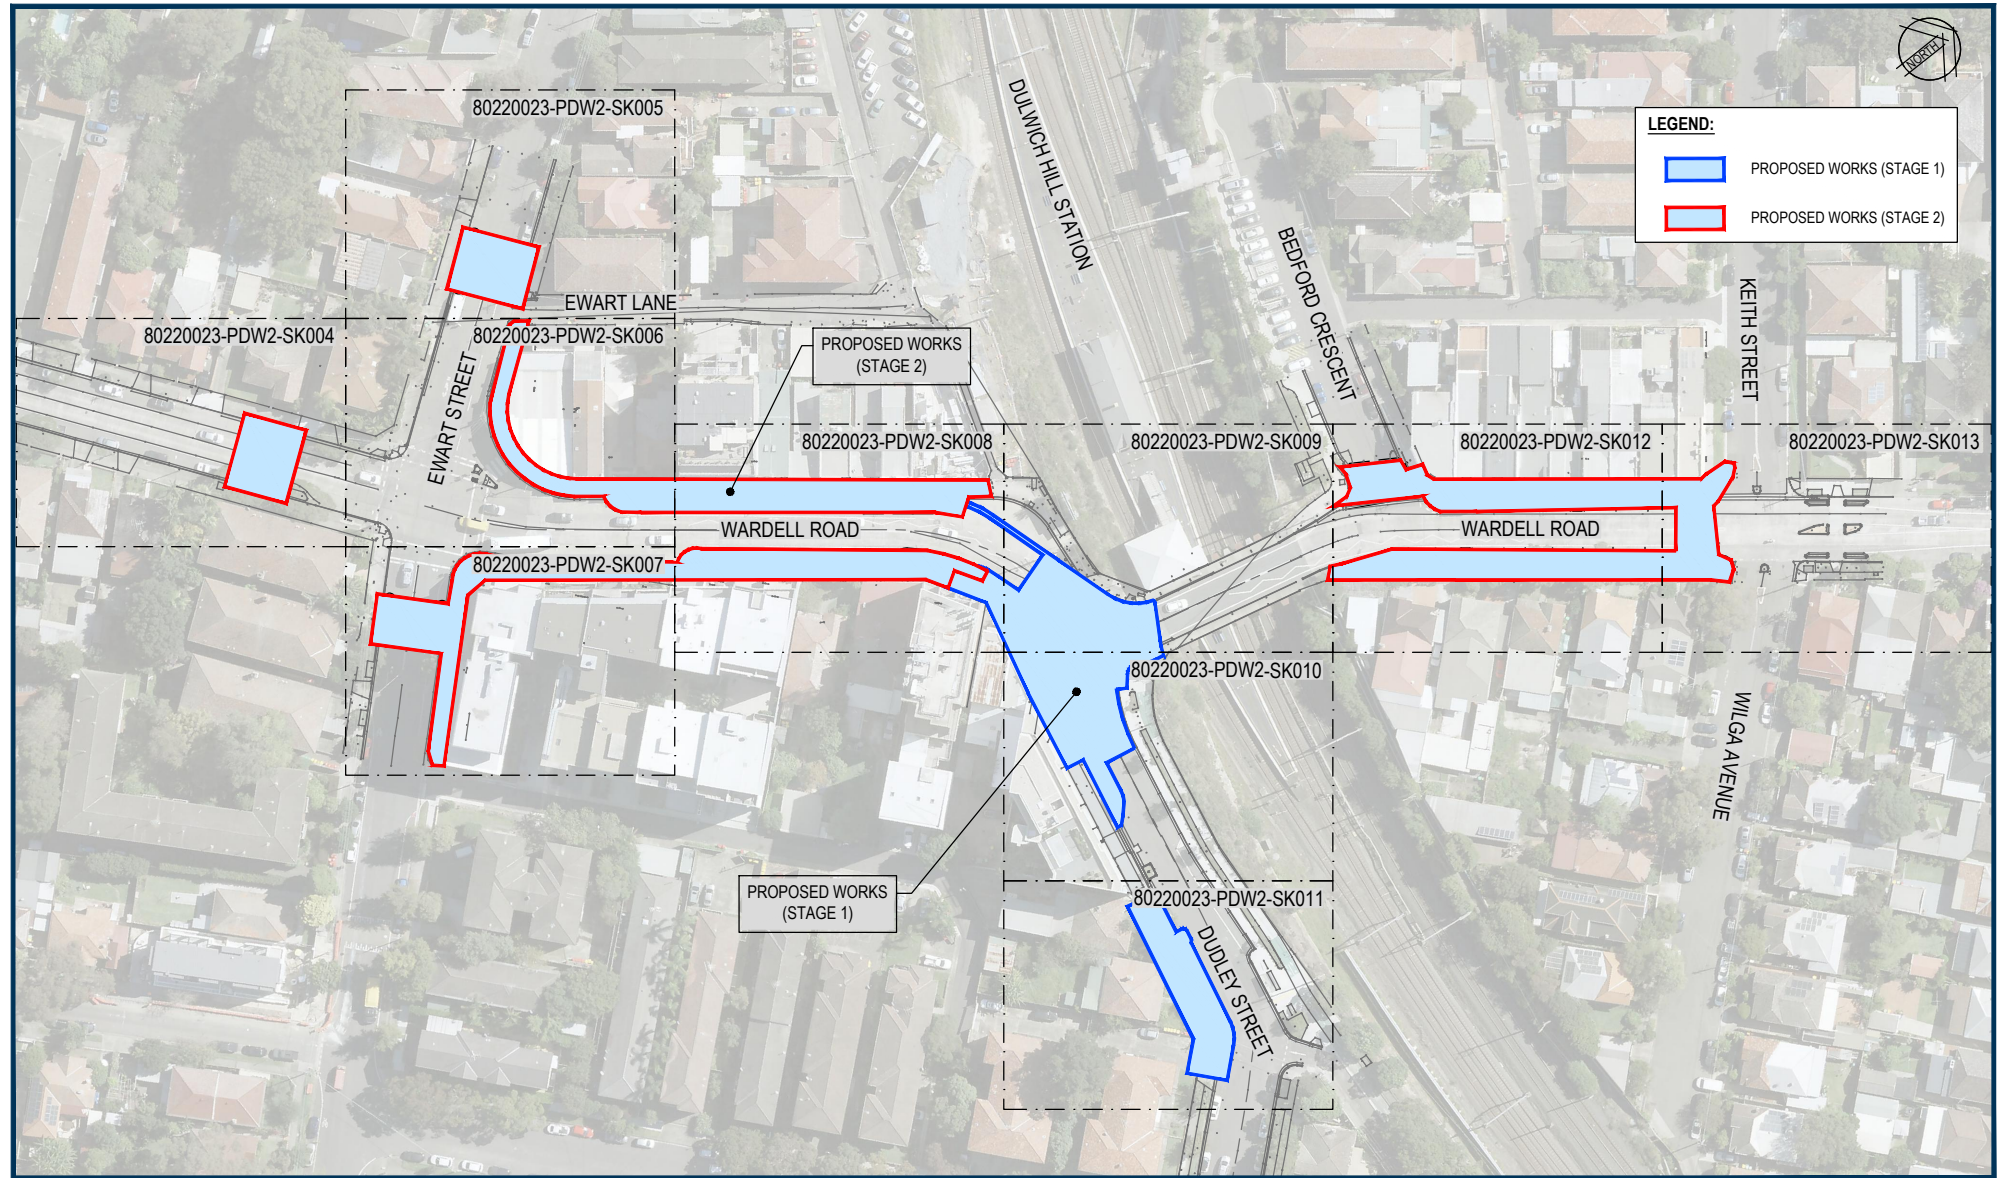 NORTH
80220023-PDW2-SK005
DULWICH HILL STATION
LEGEND:
PROPOSED WORKS (STAGE 1)
PROPOSED WORKS (STAGE 2)
BEDFORD CRESCENT
KEITH STREET
EWART LANE
80220023-PDW2-SK004
80220023-PDW2-SK006
PROPOSED WORKS
(STAGE 2)
EWART STREET
80220023-PDW2-SK008
80220023-PDW2-SK009
80220023-PDW2-SK012
80220023-PDW2-SK013
WARDELL ROAD
WARDELL ROAD
80220023-PDW2-SK007
80220023-PDW2-SK010
WILGA AVENUE
PROPOSED WORKS
(STAGE 1)
80220023-PDW2-SK011
DUDLEY STREET